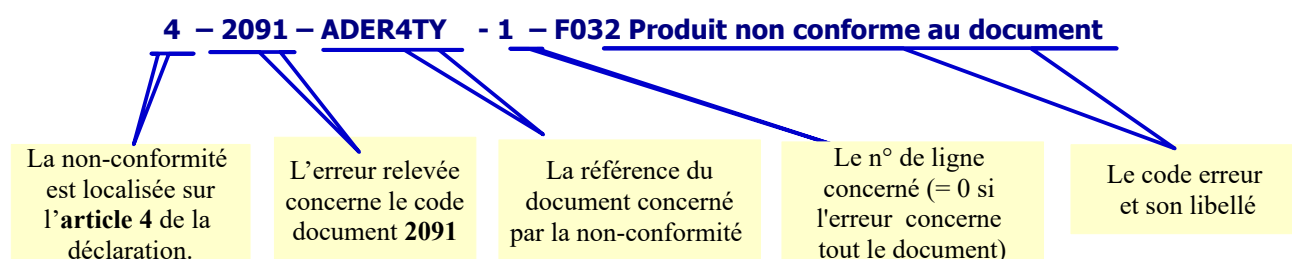 4 – 2091 – ADER4TY - 1 – F032 Produit non conforme au document
La non-conformité
est localisée sur
l’article 4 de la
déclaration.
L’erreur relevée
concerne le code
document 2091
La référence du
document concerné
par la non-conformité
Le n° de ligne
concerné (= 0 si
l'erreur concerne
tout le document)
Le code erreur
et son libellé